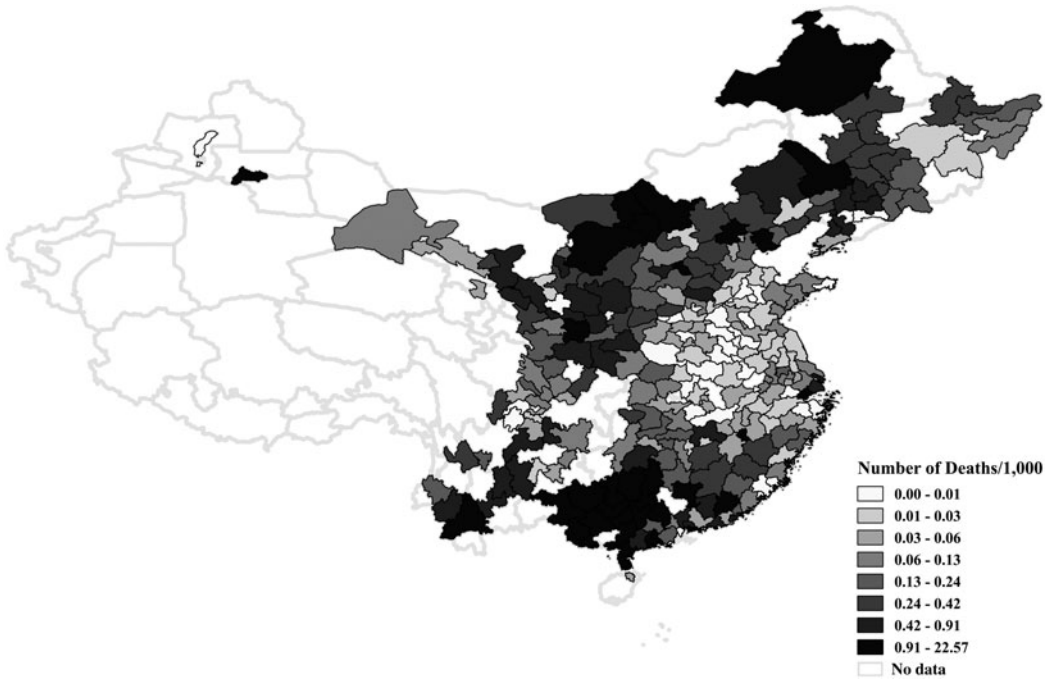 Number of Deaths/1,000
0.00 - 0.01
0.01 - 0.03
0.03 - 0.06
0.06 - 0.13
0.13 - 0.24
0.24 - 0.42
0.42 - 0.91
0.91 - 22.57
No data